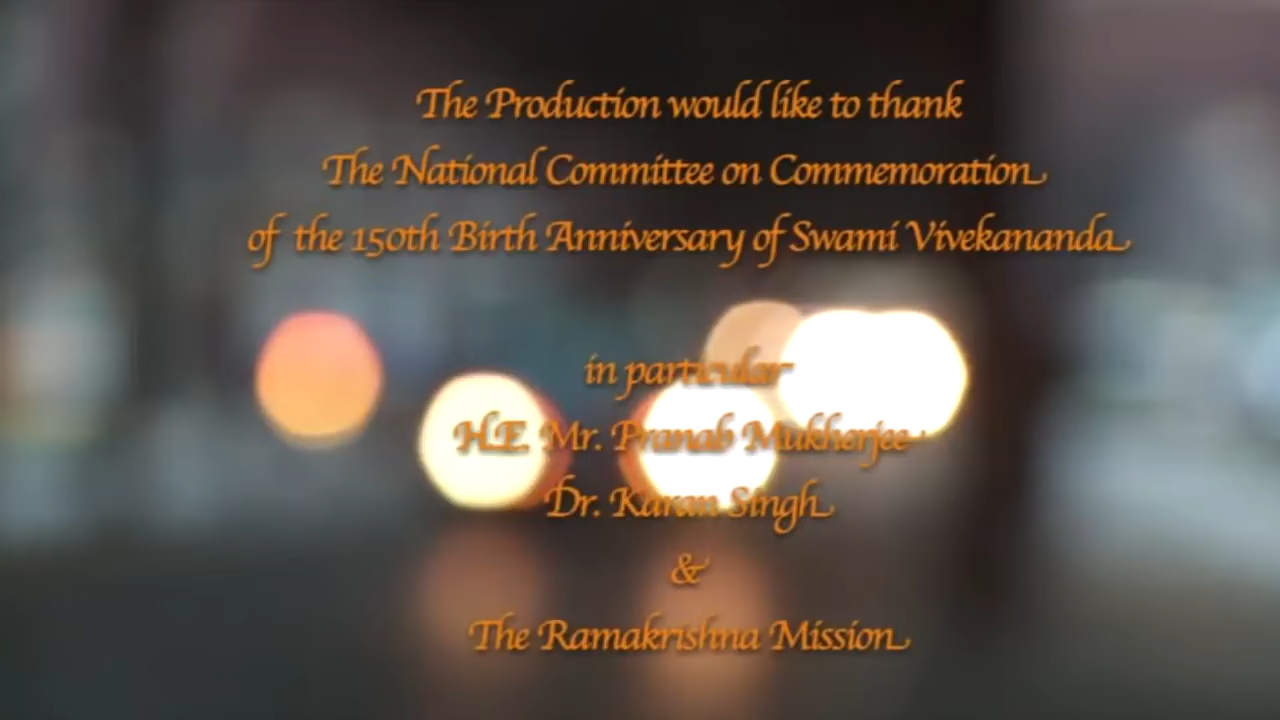 The Production would like to thank
The National Committee on Commemoration
of the 150th Birth Anniversary of Swami Vivekananda
in particular
H.E. Mr. Pranab Mukherjee
Dr. Karan Singh
&
The Ramakrishna Mission